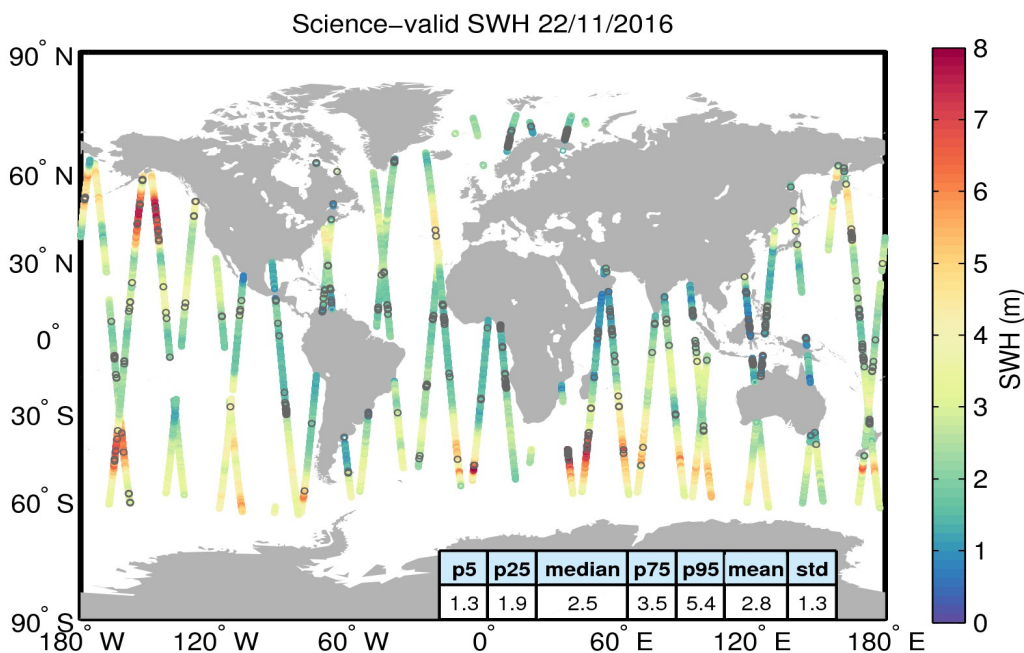 Science−valid SWH 22/11/2016
90° N
60° N
30° N
0°
30° S
60° S
90° S
180° W
120° W
60° W
0°
60° E
120° E
180° E
p5 p25 median p75 p95 mean std
1.3 1.9 2.5 3.5 5.4 2.8 1.3
8
7
6
5
4
3
2
1
0
SWH (m)